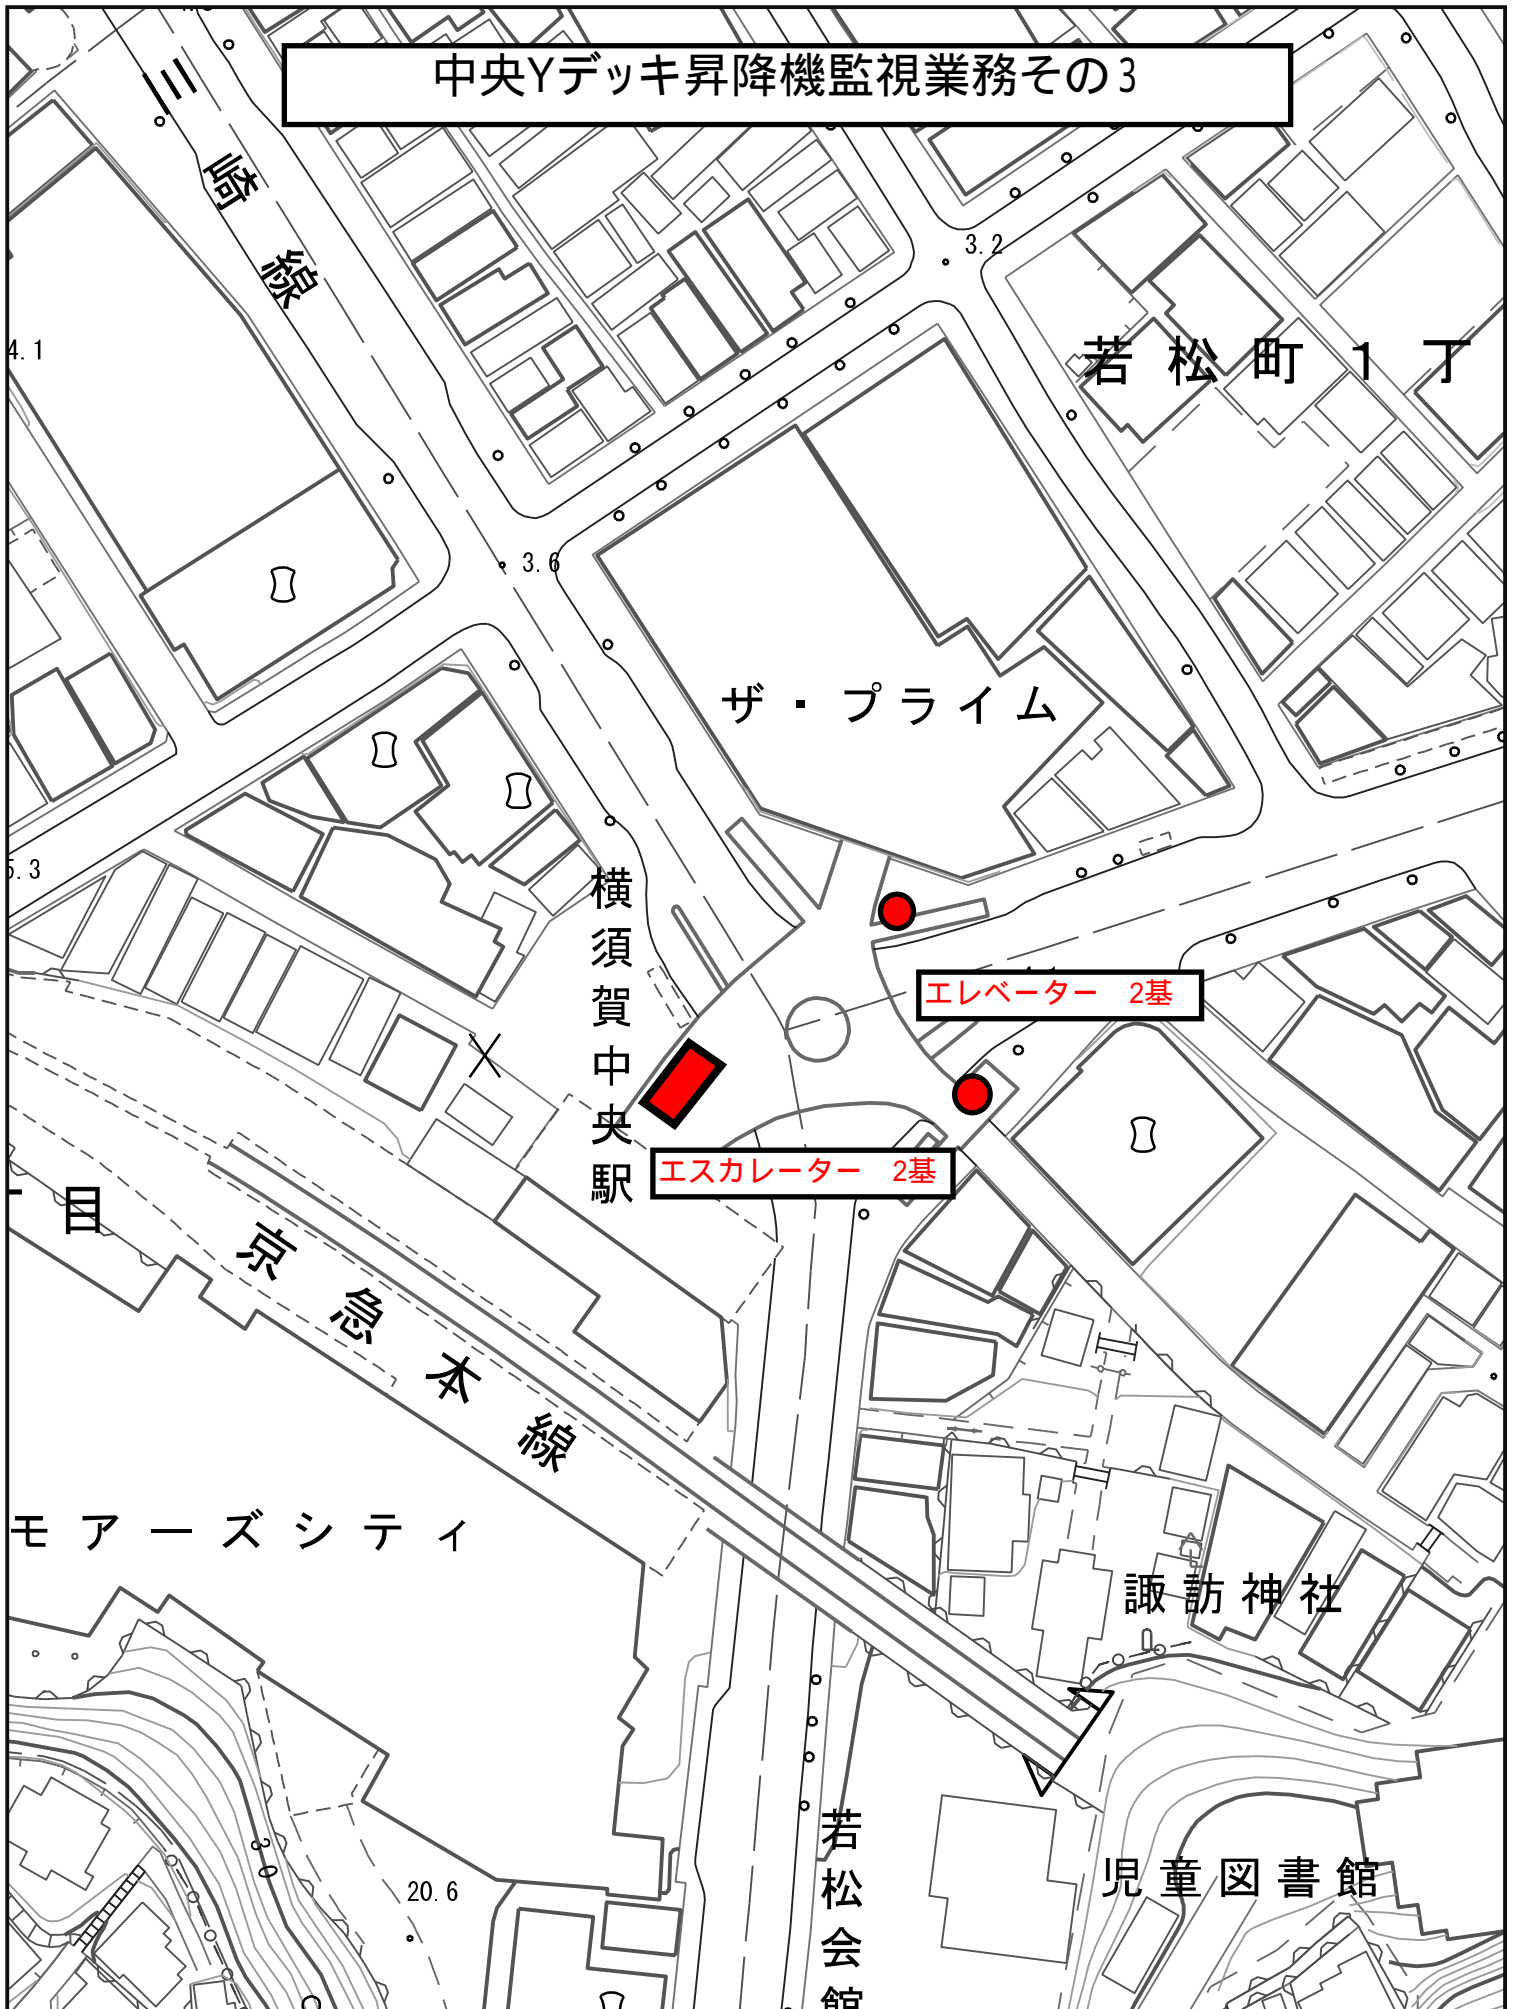 中央Yデッキ昇降機監視業務その3
三崎線
3.2
4.1
若松町1丁
3.6
ザ・プライム
5.3
横須賀中央駅
エレベーター　2基
エスカレーター　2基
目
京急本線
モアーズシティ
諏訪神社
30
20.6
若松会館
児童図書館